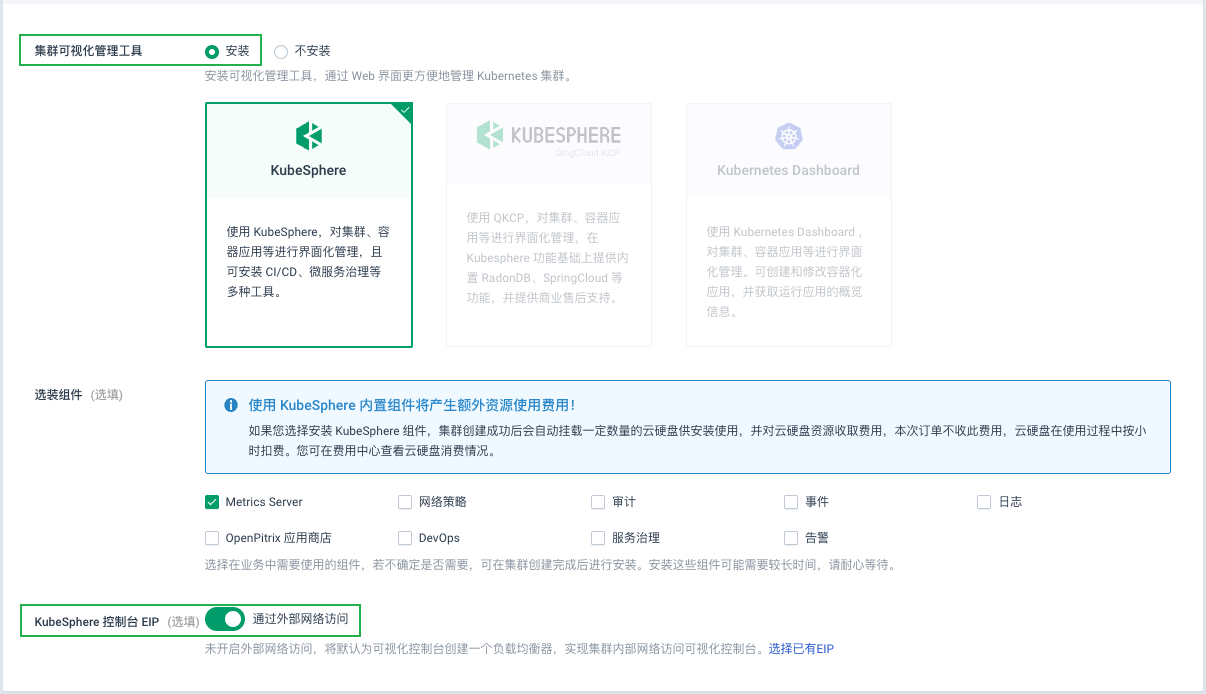 集群可视化管理工具 安装 不安装
安装可视化管理工具，通过 Web 界面更方便地管理 Kubernetes 集群。
KubeSphere
使用 KubeSphere，对集群、容
器应用等进行界面化管理，且
可安装 CI/CD、微服务治理等
多种工具。
KUBESPHERE
QingCloud KCP
使用 QKCP，对集群、容器应
用等进行界面化管理，在
Kubesphere 功能基础上提供内
置 RadonDB、SpringCloud 等
功能，并提供商业售后支持。
Kubernetes Dashboard
使用 Kubernetes Dashboard ,
对集群、容器应用等进行界面
化管理。可创建和修改容器化
应用，并获取运行应用的概览
信息。
选装组件 (选填)
使用 KubeSphere 内置组件将产生额外资源使用费用！
如果您选择安装 KubeSphere 组件，集群创建成功后会自动挂载一定数量的云硬盘供安装使用，并对云硬盘资源收取费用，本次订单不收此费用，云硬盘在使用过程中按小
时扣费。您可在费用中心查看云硬盘消费情况。
Metrics Server 网络策略 审计 事件 日志
OpenPitrix 应用商店 DevOps 服务治理 告警
选择在业务中需要使用的组件，若不确定是否需要，可在集群创建完成后进行安装。安装这些组件可能需要较长时间，请耐心等待。
KubeSphere 控制台 EIP (选填) 通过外部网络访问
未开启外部网络访问，将默认为可视化控制台创建一个负载均衡器，实现集群内部网络访问可视化控制台。选择已有EIP